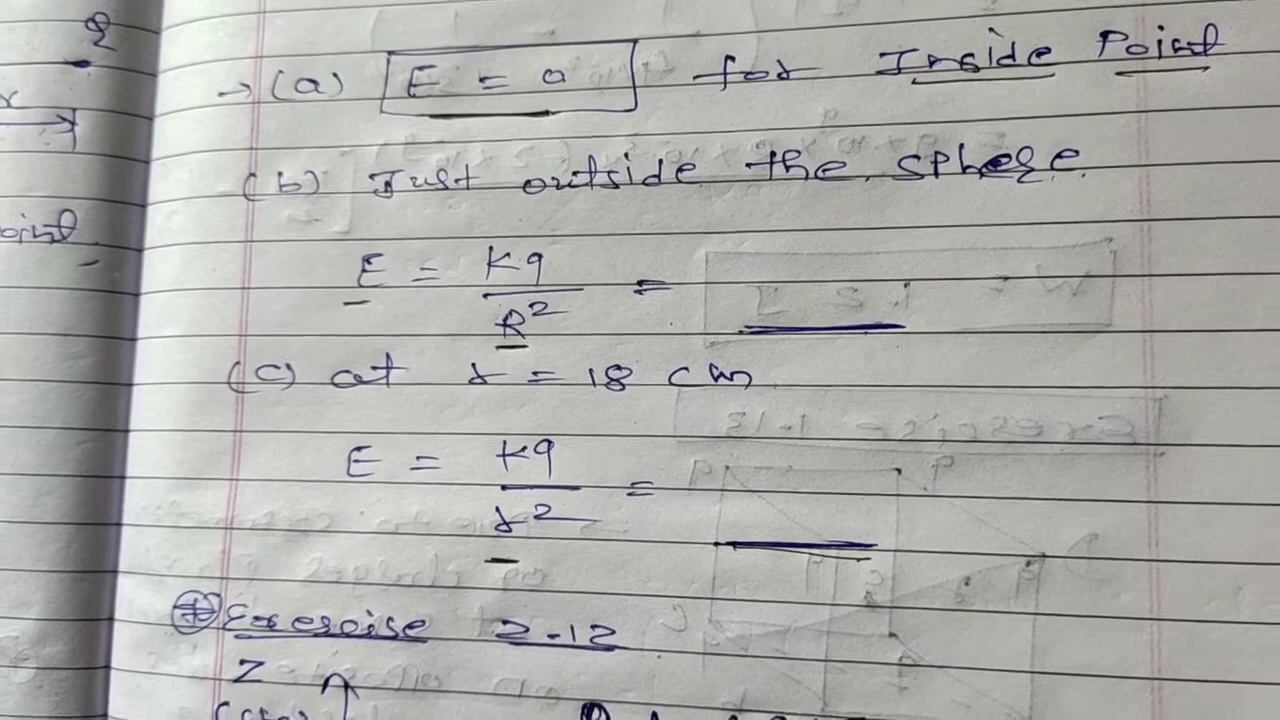 q
→ (a) E = 0 for Inside Point
(b) Just outside the sphere.
E = Kq / R² =
(c) at r = 18 cm
E = Kq / r² =
Exercise 2.12
Z